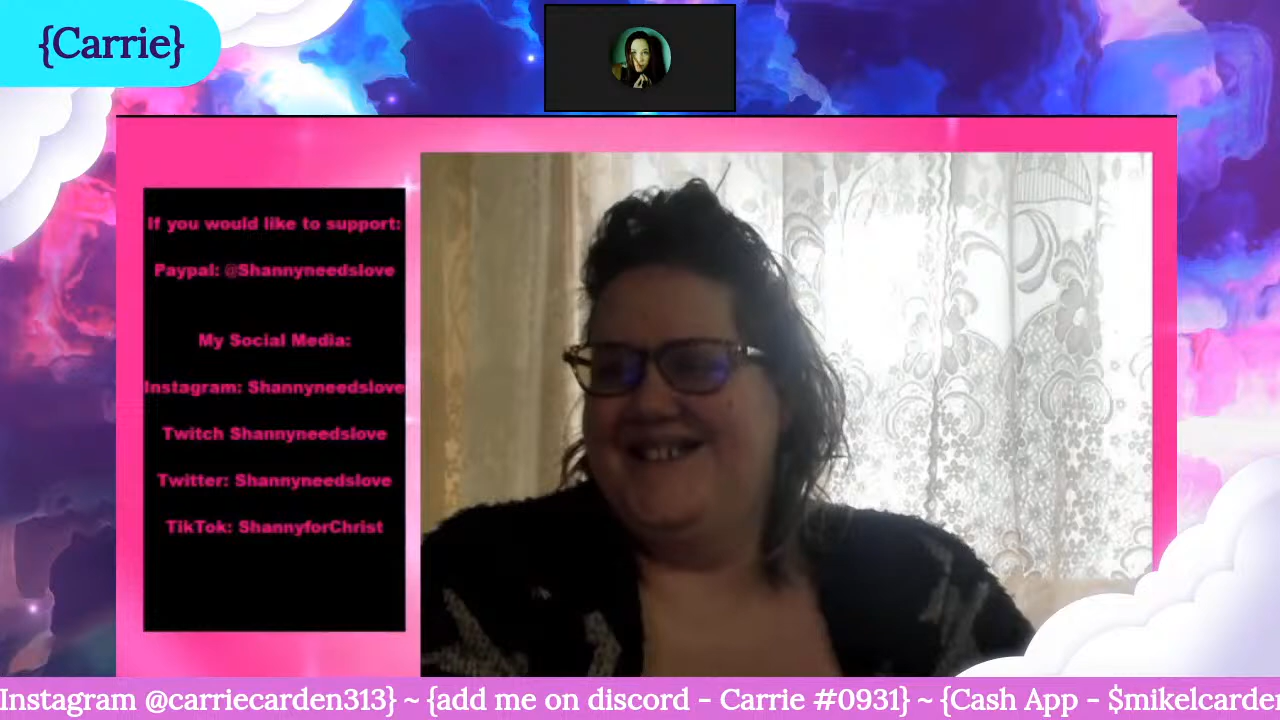 {Carrie}
If you would like to support:
Paypal: @Shannyneedslove
My Social Media:
Instagram: Shannyneedslove
Twitch Shannyneedslove
Twitter: Shannyneedslove
TikTok: ShannyforChrist
Instagram @carriecarden313} ~ {add me on discord - Carrie #0931} ~ {Cash App - $mikelcarden